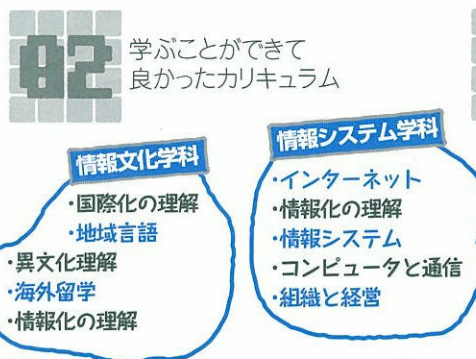 02
学ぶことができて
良かったカリキュラム
情報文化学科
・国際化の理解
・地域言語
・異文化理解
・海外留学
・情報化の理解
情報システム学科
・インターネット
・情報化の理解
・情報システム
・コンピュータと通信
・組織と経営